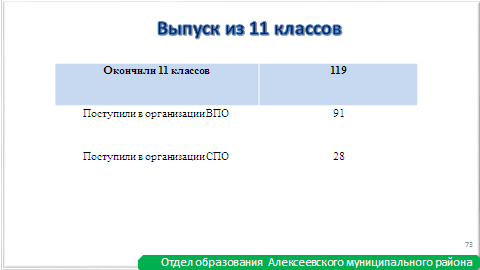 Выпуск из 11 классов
Окончили 11 классов 119
Поступили в организации ВПО 91
Поступили в организации СПО 28
73
Отдел образования Алексеевского муниципального района